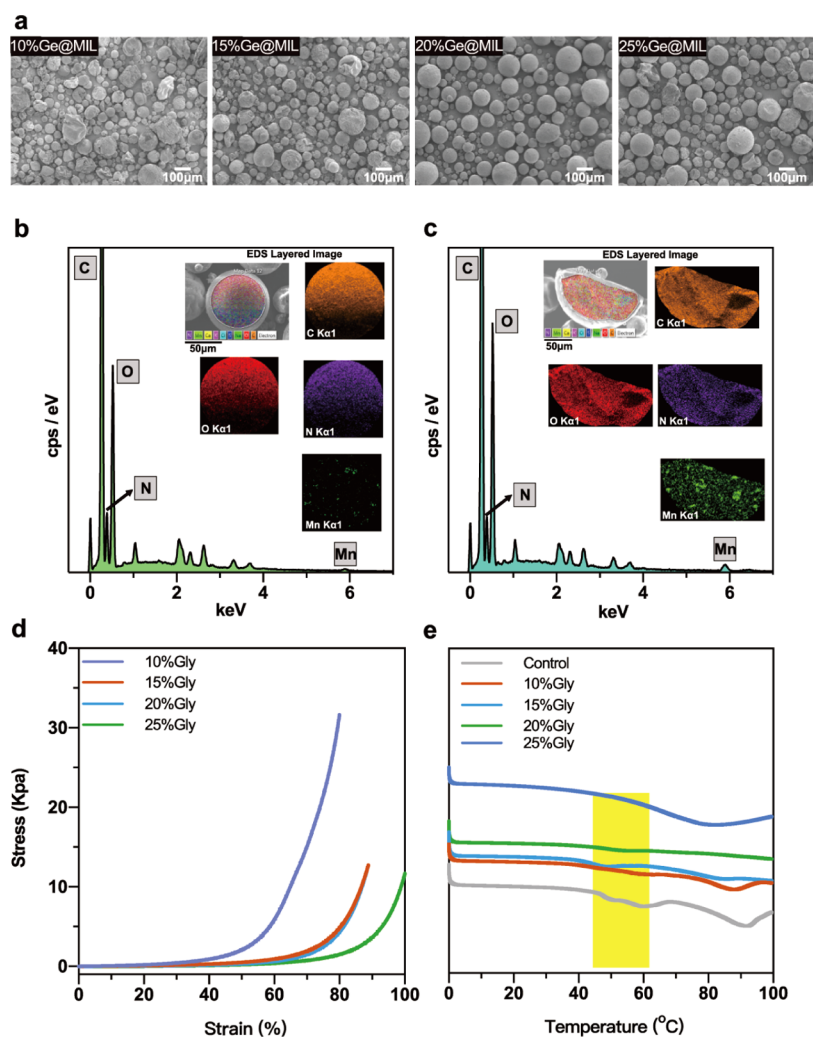 a
10%Ge@MIL
15%Ge@MIL
20%Ge@MIL
25%Ge@MIL
100μm
100μm
100μm
100μm
b
C
O
N
Mn
EDS Layered Image
50μm
C Kα1
O Kα1
N Kα1
Mn Kα1
cps / eV
0
2
4
6
keV
c
C
O
N
Mn
EDS Layered Image
50μm
C Kα1
O Kα1
N Kα1
Mn Kα1
cps / eV
0
2
4
6
keV
d
10%Gly
15%Gly
20%Gly
25%Gly
40
30
20
10
0
Stress (Kpa)
0
20
40
60
80
100
Strain (%)
e
Control
10%Gly
15%Gly
20%Gly
25%Gly
0
20
40
60
80
100
Temperature (°C)